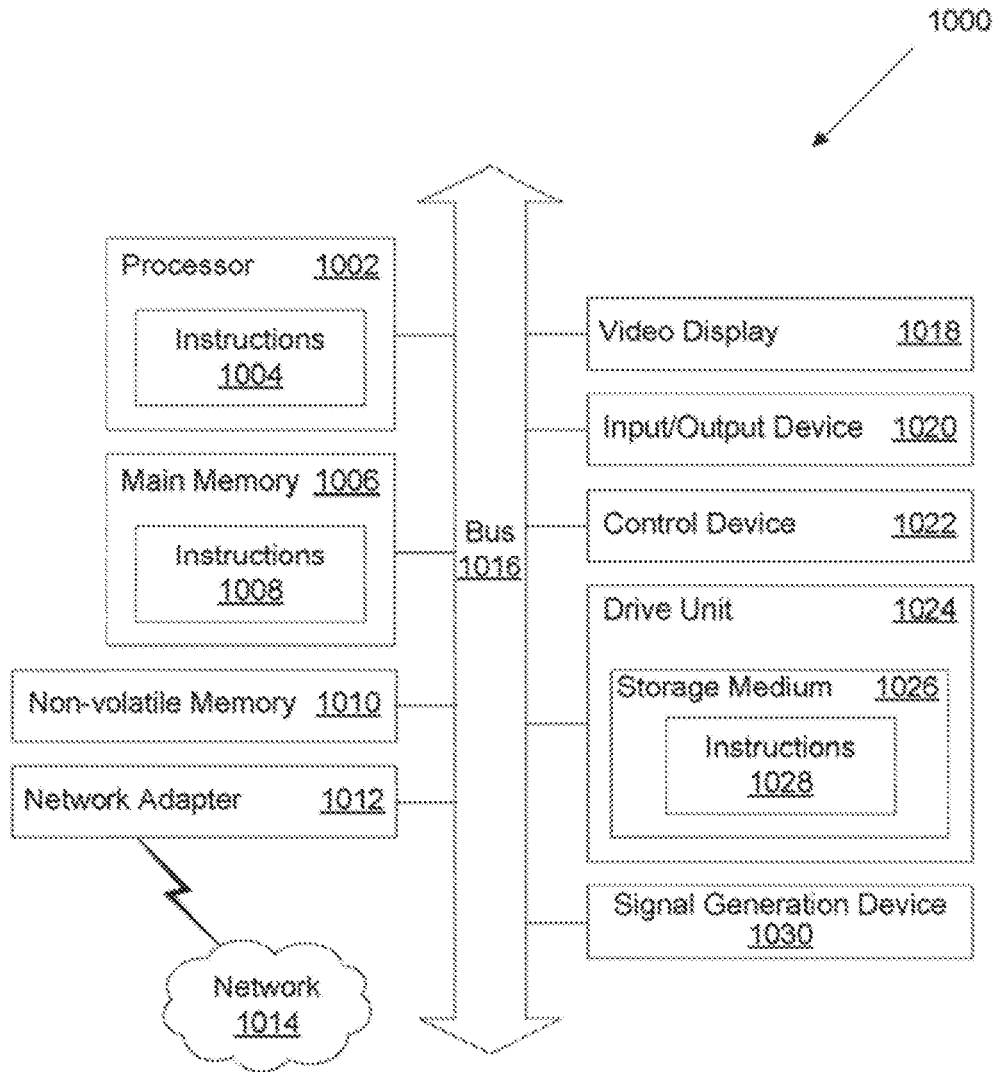 1000
Processor 1002
Instructions
1004
Main Memory 1006
Instructions
1008
Non-volatile Memory 1010
Network Adapter 1012
Network
1014
Bus
1016
Video Display 1018
Input/Output Device 1020
Control Device 1022
Drive Unit 1024
Storage Medium 1026
Instructions
1028
Signal Generation Device
1030